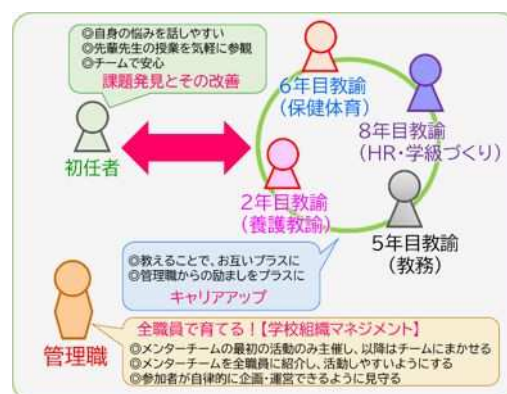 ◎自身の悩みを話しやすい
◎先輩先生の授業を気軽に参観
◎チームで安心
課題発見とその改善
初任者
6年目教諭
(保健体育)
8年目教諭
(HR・学級づくり)
2年目教諭
(養護教諭)
5年目教諭
(教務)
◎教えることで、お互いプラスに
◎管理職からの励ましをプラスに
キャリアアップ
管理職
全職員で育てる!【学校組織マネジメント】
◎メンターチームの最初の活動のみ主催し、以降はチームにまかせる
◎メンターチームを全職員に紹介し、活動しやすいようにする
◎参加者が自律的に企画・運営できるように見守る